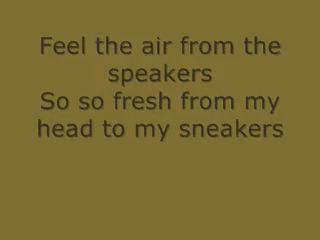 Feel the air from the
speakers
So so fresh from my
head to my sneakers